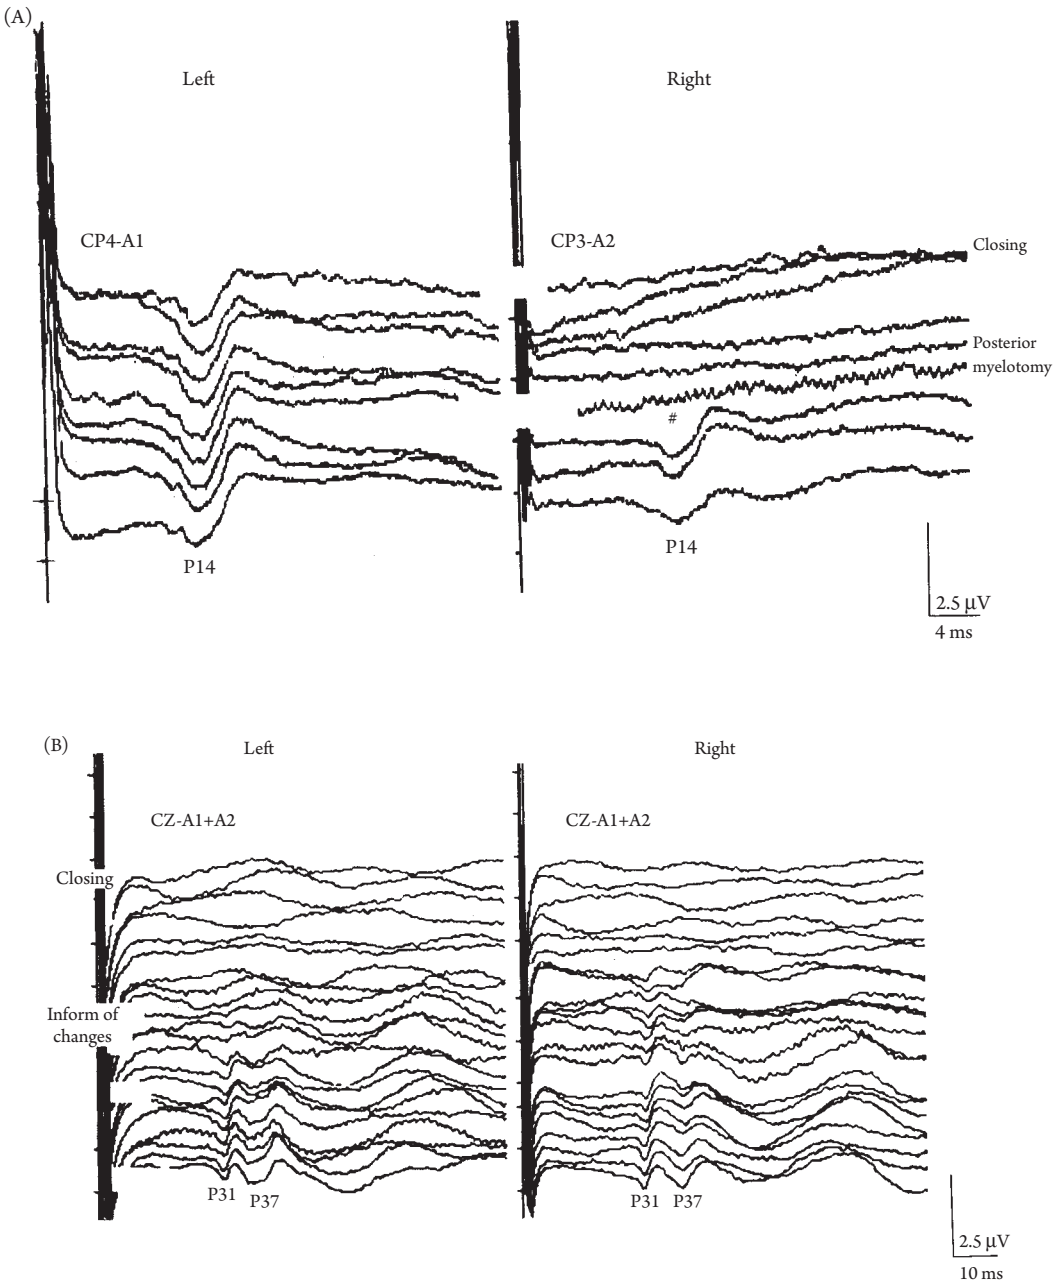 (A)
Left
Right
CP4-A1
CP3-A2
Closing
Posterior
myelotomy
#
P14
P14
2.5 μV
4 ms
(B)
Left
Right
CZ-A1+A2
CZ-A1+A2
Closing
Inform of
changes
P31
P37
P31
P37
2.5 μV
10 ms